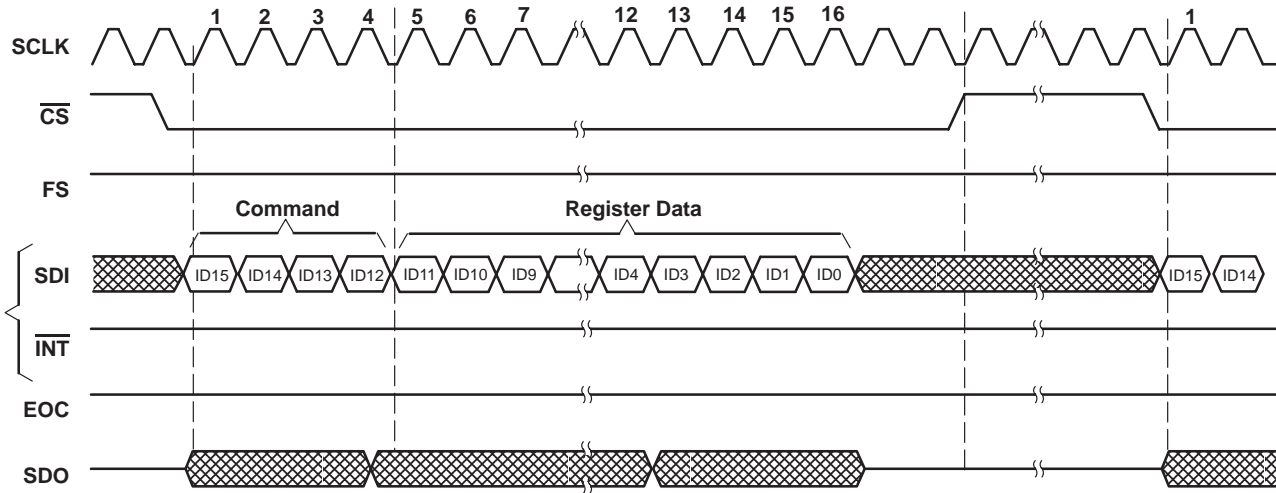 1 2 3 4 5 6 7 12 13 14 15 16 1
SCLK
CS
FS
Command Register Data
SDI ID15 ID14 ID13 ID12 ID11 ID10 ID9 ID4 ID3 ID2 ID1 ID0 ID15 ID14
INT
EOC
SDO